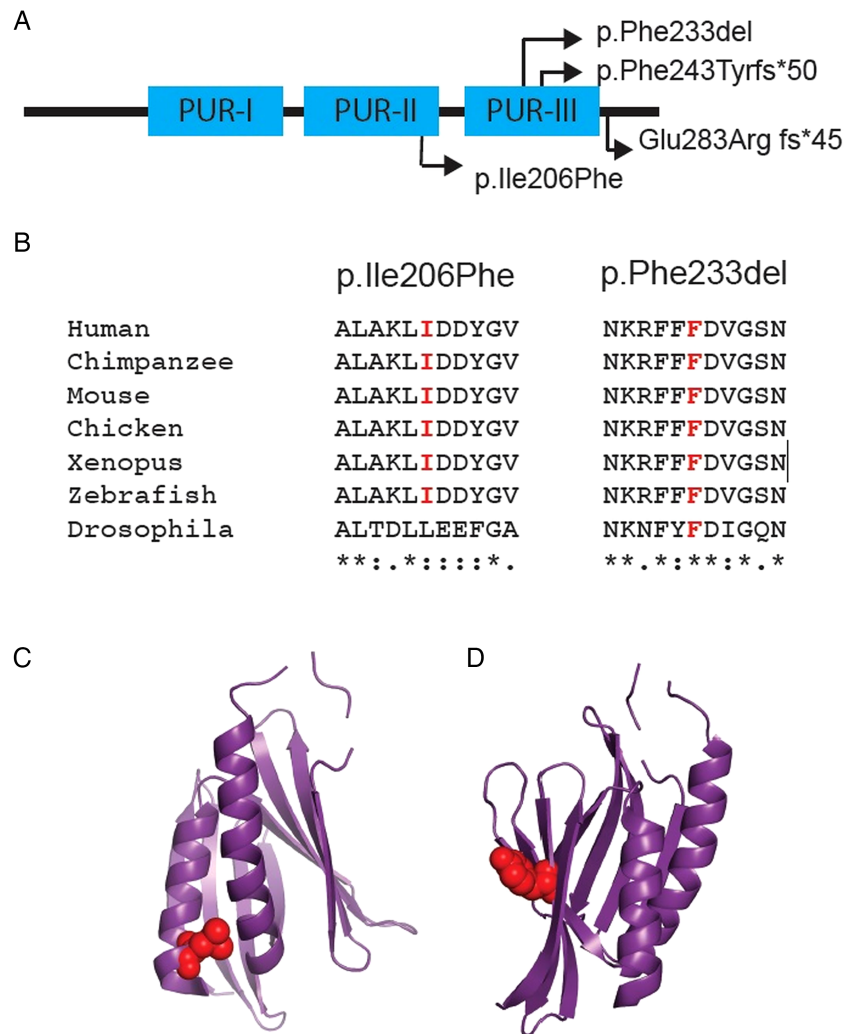 A
p.Phe233del
p.Phe243Tyrfs*50
PUR-I PUR-II PUR-III
Glu283Arg fs*45
p.Ile206Phe
B
p.Ile206Phe p.Phe233del
Human ALAKLIDDYGV NKRFFFDVGSN
Chimpanzee ALAKLIDDYGV NKRFFFDVGSN
Mouse ALAKLIDDYGV NKRFFFDVGSN
Chicken ALAKLIDDYGV NKRFFFDVGSN
Xenopus ALAKLIDDYGV NKRFFFDVGSN
Zebrafish ALAKLIDDYGV NKRFFFDVGSN
Drosophila ALTDLLEEFGA NKNFYFDIGQN
**:.*::::*. **.*:**:*.*
C D